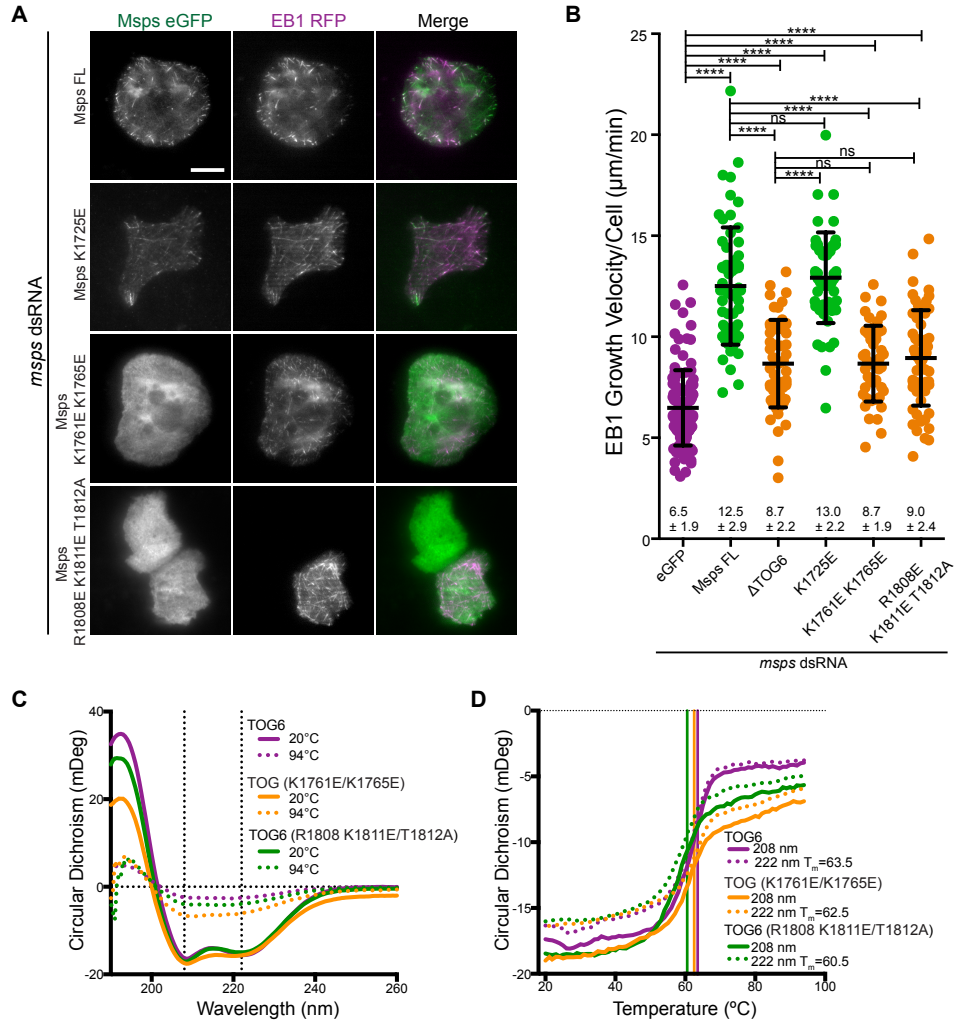 A
Msps eGFP
EB1 RFP
Merge
msps dsRNA
Msps FL
Msps K1725E
Msps
K1761E K1765E
Msps
R1808E K1811E T1812A
B
EB1 Growth Velocity/Cell (µm/min)
25
20
15
10
5
0
****
****
****
****
****
****
****
ns
****
ns
ns
****
6.5
± 1.9
12.5
± 2.9
8.7
± 2.2
13.0
± 2.2
8.7
± 1.9
9.0
± 2.4
eGFP
Msps FL
ΔTOG6
K1725E
K1761E K1765E
R1808E
K1811E T1812A
msps dsRNA
C
Circular Dichroism (mDeg)
40
20
0
-20
200
220
240
260
Wavelength (nm)
TOG6
20°C
94°C
TOG (K1761E/K1765E)
20°C
94°C
TOG6 (R1808 K1811E/T1812A)
20°C
94°C
D
Circular Dichroism (mDeg)
0
-5
-10
-15
-20
20
40
60
80
100
Temperature (ºC)
TOG6
208 nm
222 nm Tm=63.5
TOG (K1761E/K1765E)
208 nm
222 nm Tm=62.5
TOG6 (R1808 K1811E/T1812A)
208 nm
222 nm Tm=60.5